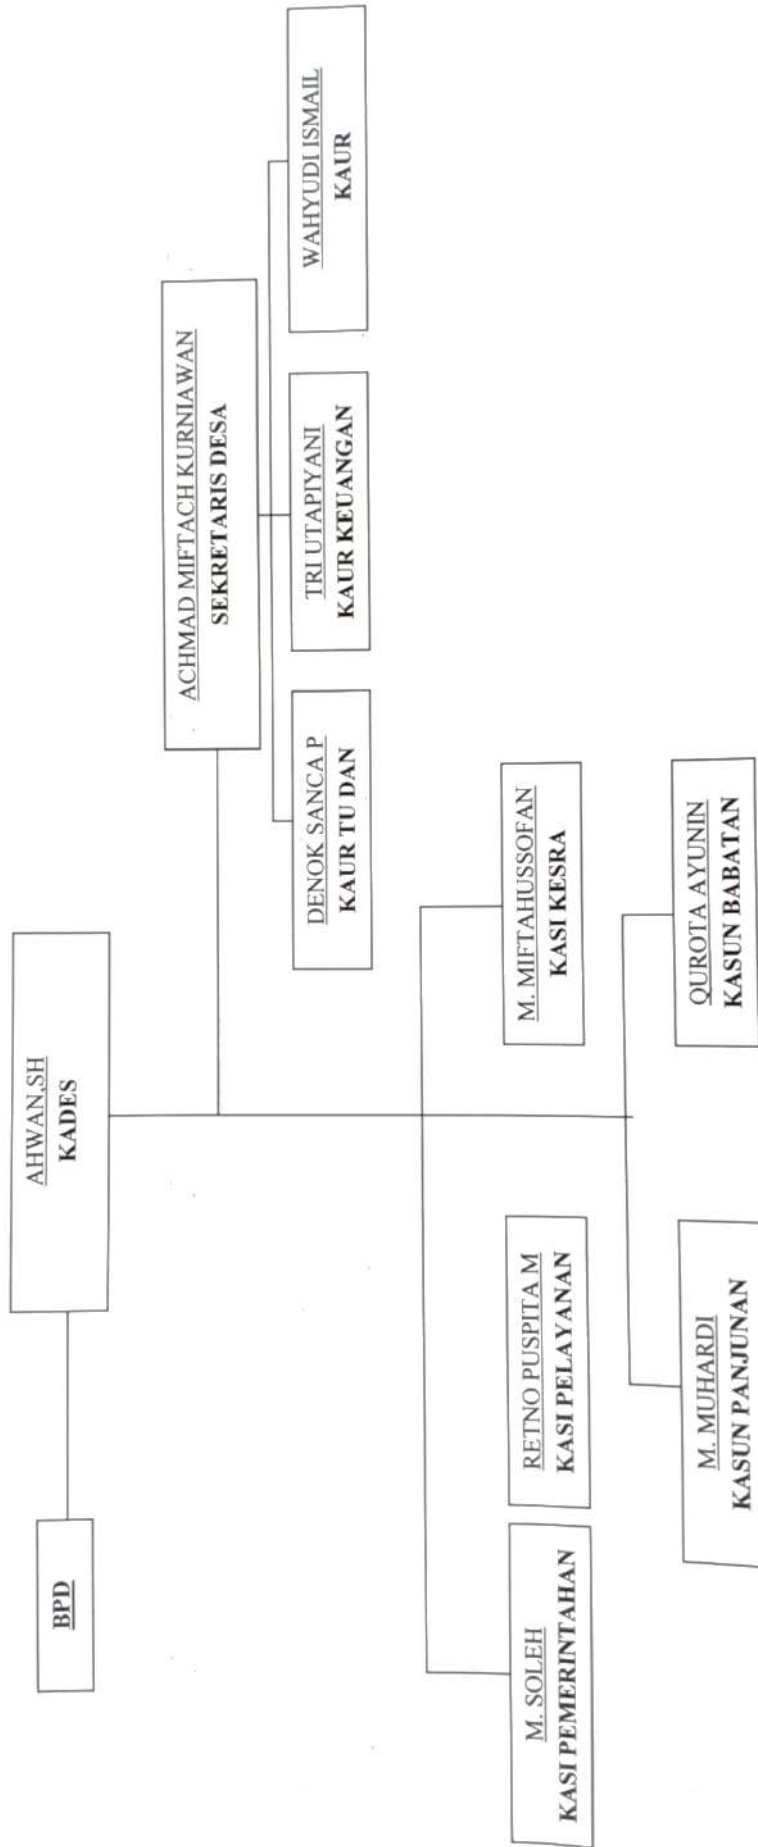 AHWAN,SH
KADES
BPD
ACHMAD MIFTACH KURNIAWAN
SEKRETARIS DESA
DENOK SANCA P
KAUR TU DAN
TRI UTAPIYANI
KAUR KEUANGAN
WAHYUDI ISMAIL
KAUR
M. SOLEH
KASI PEMERINTAHAN
RETNO PUSPITA M
KASI PELAYANAN
M. MIFTAHUSSOFAN
KASI KESRA
M. MUHARDI
KASUN PANJUNAN
QUROTA AYUNIN
KASUN BABATAN